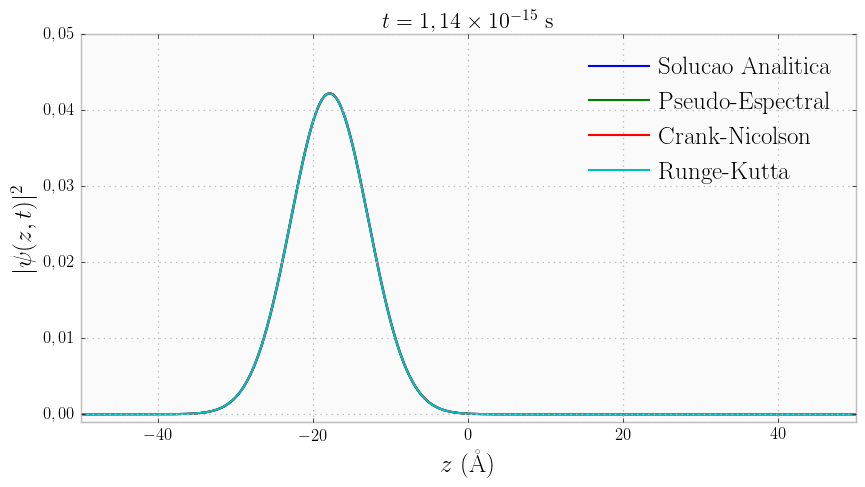 t = 1,14 × 10⁻¹⁵ s
0,05
0,04
0,03
0,02
0,01
0,00
|ψ(z, t)|²
Solucao Analitica
Pseudo-Espectral
Crank-Nicolson
Runge-Kutta
−40 −20 0 20 40
z (Å)